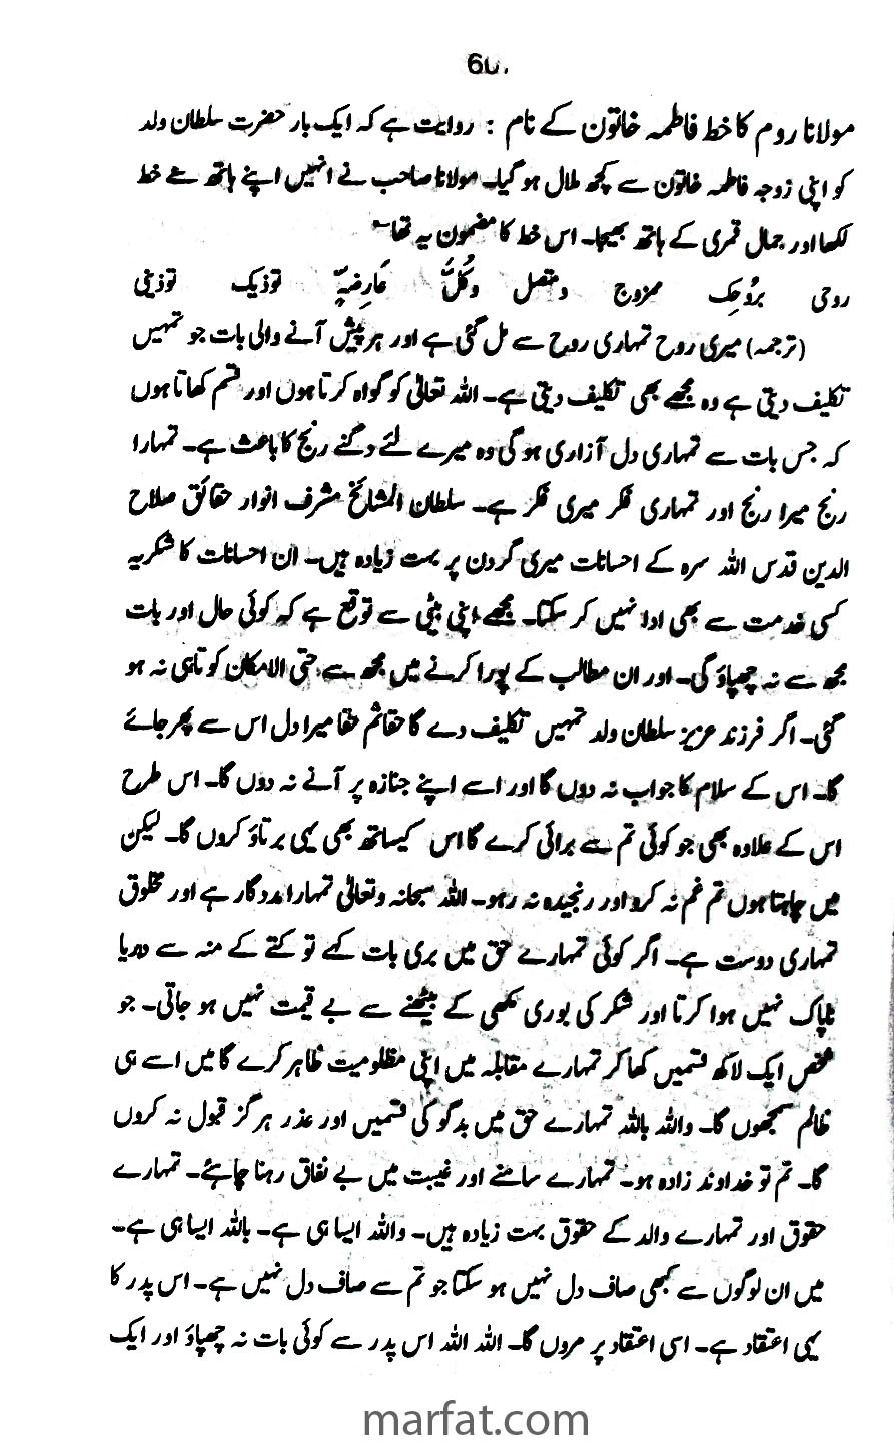 60.
مولانا روم کا خط فاطمہ خاتون کے نام : روایت ہے کہ ایک بار حضرت سلطان ولد
کو اپنی زوجہ فاطمہ خاتون سے کچھ ملال ہو گیا۔ مولانا صاحب نے انہیں اپنے ہاتھ سے خط
لکھا اور جمال قمری کے ہاتھ بھیجا۔ اس خط کا مضمون یہ تھا۔
روحی بروُحِک ممزوج و متصل وکُلُّ عَارِضہٍ توذیک توذینی
(ترجمہ) میری روح تمہاری روح سے مل گئی ہے اور ہر پیش آنے والی بات جو تمہیں
تکلیف دیتی ہے وہ مجھے بھی تکلیف دیتی ہے۔ اللہ تعالیٰ کو گواہ کرتا ہوں اور قسم کھاتا ہوں
کہ جس بات سے تمہاری دل آزاری ہو گی وہ میرے لئے دگنے رنج کا باعث ہے۔ تمہارا
رنج میرا رنج اور تمہاری فکر میری فکر ہے۔ سلطان المشائخ مشرف انوار حقائق صلاح
الدین قدس اللہ سرہ کے احسانات میری گردن پر بہت زیادہ ہیں۔ ان احسانات کا شکریہ
کسی خدمت سے بھی ادا نہیں کر سکتا۔ مجھے اپنی بیٹی سے توقع ہے کہ کوئی حال اور بات
مجھ سے نہ چھپاؤ گی۔ اور ان مطالب کے پورا کرنے میں مجھ سے حتی الامکان کوتاہی نہ ہو
گئی۔ اگر فرزند عزیز سلطان ولد تمہیں تکلیف دے گا حقا ثم حقا میرا دل اس سے پھر جائے
گا۔ اس کے سلام کا جواب نہ دوں گا اور اسے اپنے جنازہ پر آنے نہ دوں گا۔ اس طرح
اس کے علاوہ بھی جو کوئی تم سے برائی کرے گا اس کیساتھ بھی یہی برتاؤ کروں گا۔ لیکن
میں چاہتا ہوں تم غم نہ کرو اور رنجیدہ نہ رہو۔ اللہ سبحانہ وتعالیٰ تمہارا مددگار ہے اور مخلوق
تمہاری دوست ہے۔ اگر کوئی تمہارے حق میں بری بات کہے تو کتے کے منہ سے دریا
ناپاک نہیں ہوا کرتا اور شکر کی بوری مکھی کے بیٹھنے سے بے قیمت نہیں ہو جاتی۔ جو
شخص ایک لاکھ قسمیں کھا کر تمہارے مقابلہ میں اپنی مظلومیت ظاہر کرے گا میں اسے ہی
ظالم سمجھوں گا۔ واللہ باللہ تمہارے حق میں بدگو کی قسمیں اور عذر ہرگز قبول نہ کروں
گا۔ تم تو خداوند زادہ ہو۔ تمہارے سامنے اور غیبت میں بے نفاق رہنا چاہئے۔ تمہارے
حقوق اور تمہارے والد کے حقوق بہت زیادہ ہیں۔ واللہ ایسا ہی ہے۔ باللہ ایسا ہی ہے۔
میں ان لوگوں سے کبھی صاف دل نہیں ہو سکتا جو تم سے صاف دل نہیں ہے۔ اس پدر کا
یہی اعتقاد ہے۔ اسی اعتقاد پر مروں گا۔ اللہ اللہ اس پدر سے کوئی بات نہ چھپاؤ اور ایک
marfat.com